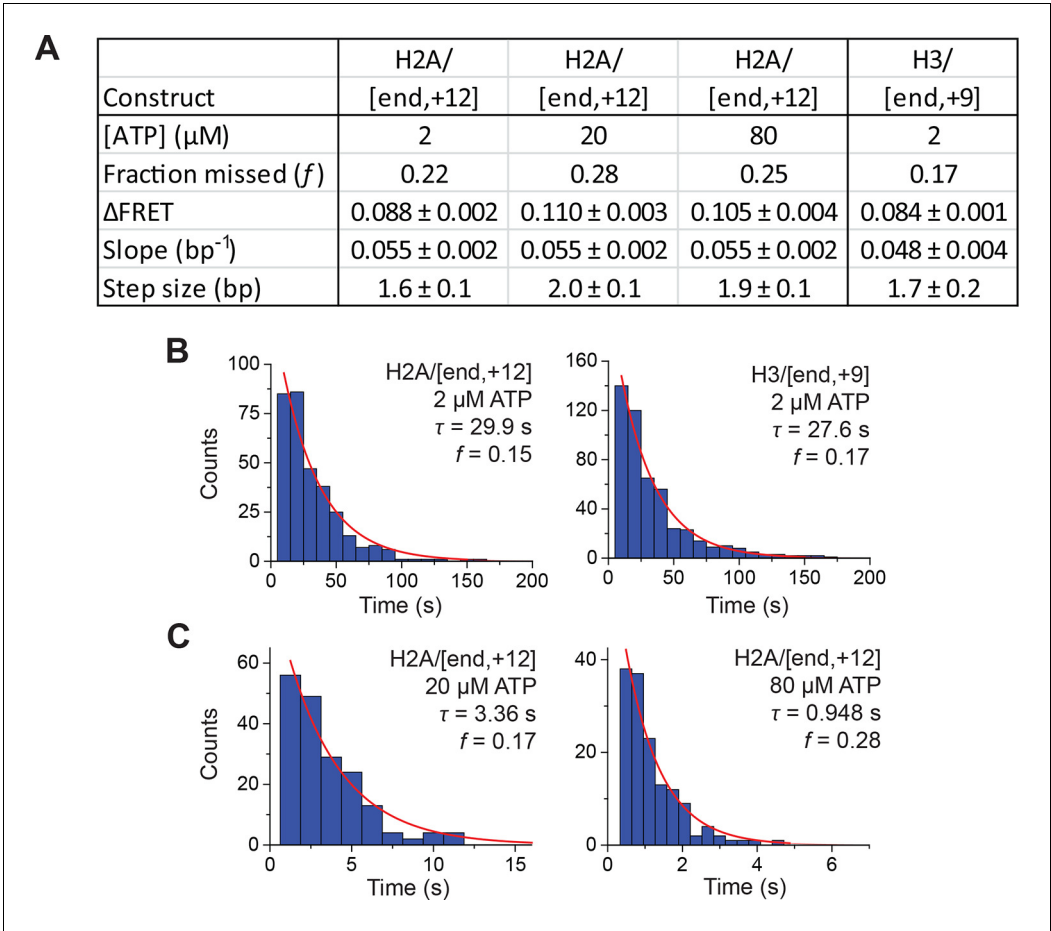 A
H2A/ H2A/ H2A/ H3/
Construct [end,+12] [end,+12] [end,+12] [end,+9]
[ATP] (μM) 2 20 80 2
Fraction missed (f) 0.22 0.28 0.25 0.17
ΔFRET 0.088 ± 0.002 0.110 ± 0.003 0.105 ± 0.004 0.084 ± 0.001
Slope (bp⁻¹) 0.055 ± 0.002 0.055 ± 0.002 0.055 ± 0.002 0.048 ± 0.004
Step size (bp) 1.6 ± 0.1 2.0 ± 0.1 1.9 ± 0.1 1.7 ± 0.2
B
H2A/[end,+12]
2 μM ATP
τ = 29.9 s
f = 0.15
100
75
50
25
0
Counts
0 50 100 150 200
Time (s)
H3/[end,+9]
2 μM ATP
τ = 27.6 s
f = 0.17
160
120
80
40
0
0 50 100 150 200
Time (s)
C
H2A/[end,+12]
20 μM ATP
τ = 3.36 s
f = 0.17
60
40
20
0
Counts
0 5 10 15
Time (s)
H2A/[end,+12]
80 μM ATP
τ = 0.948 s
f = 0.28
40
20
0
0 2 4 6
Time (s)